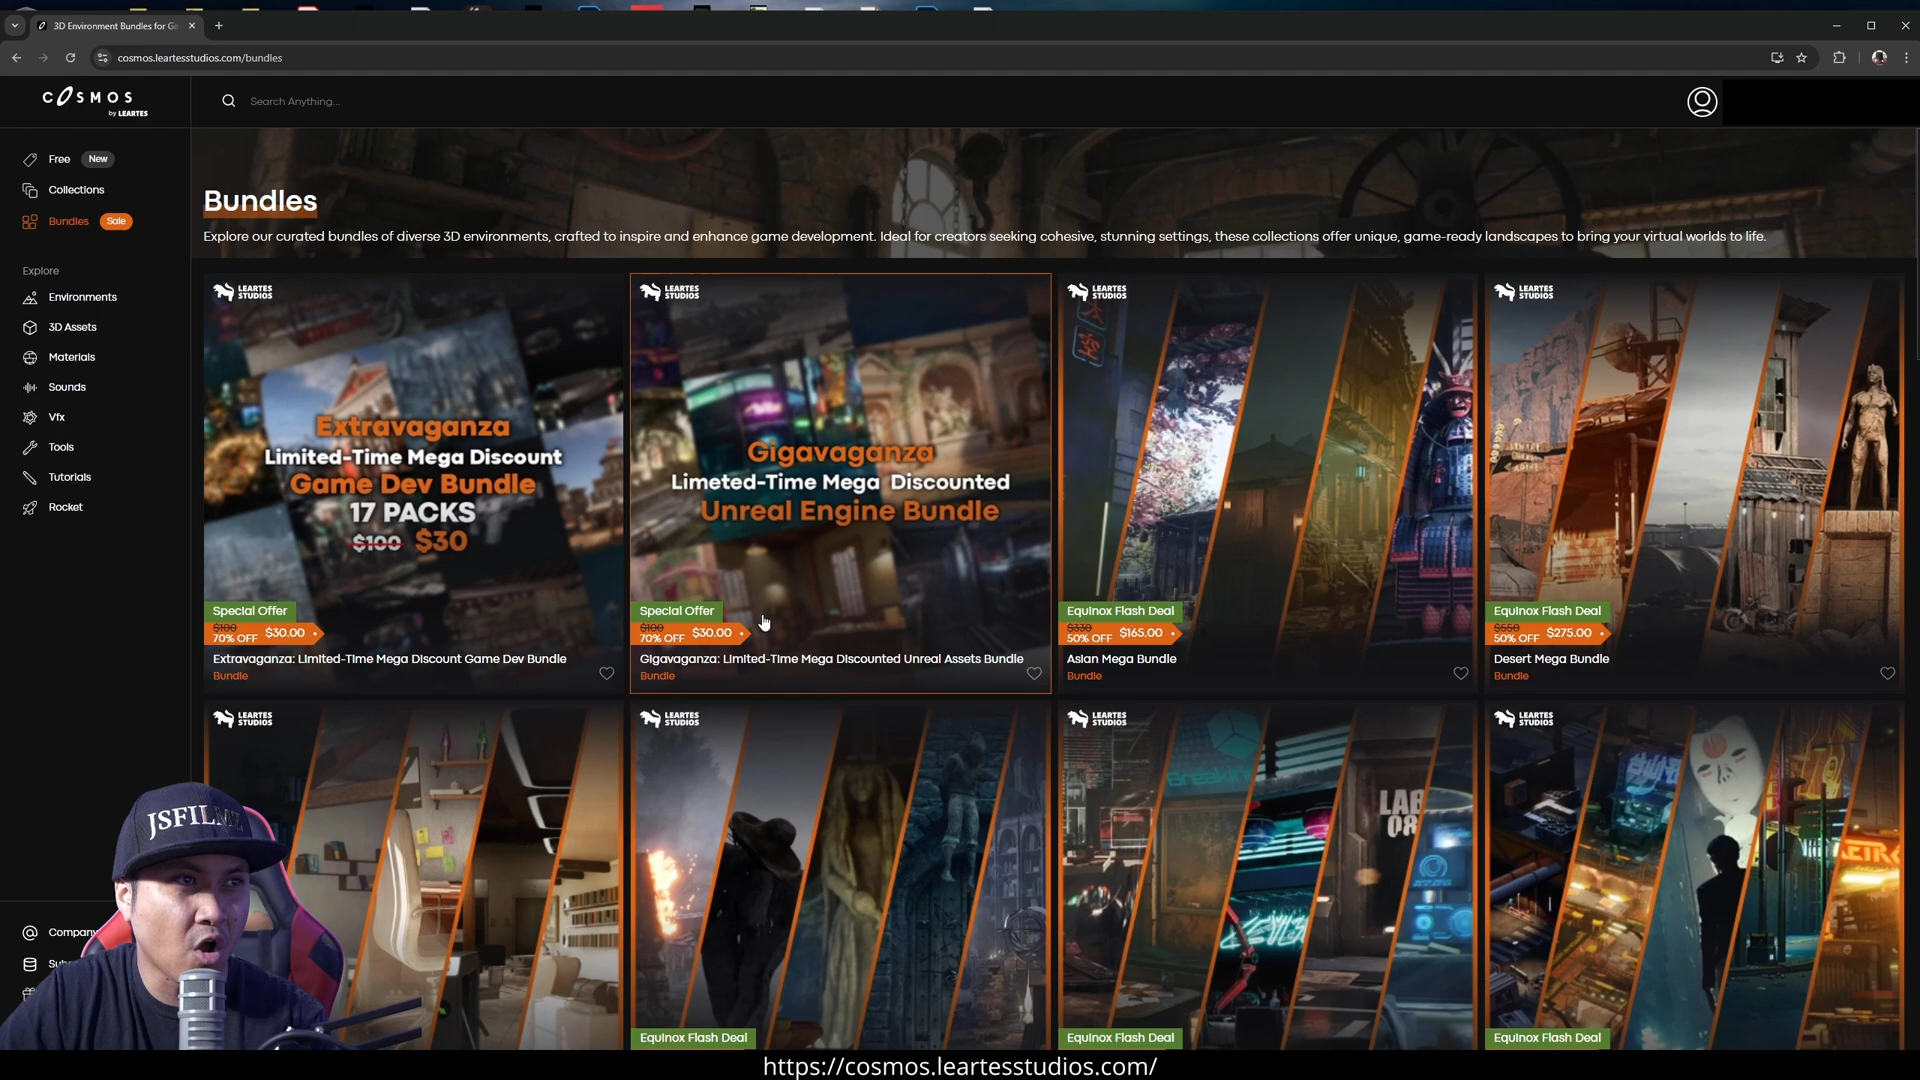 3D Environment Bundles for Ga
cosmos.leartesstudios.com/bundles
COSMOS
by LEARTES
Search Anything...
Free New
Collections
Bundles Sale
Explore
Environments
3D Assets
Materials
Sounds
Vfx
Tools
Tutorials
Rocket
Company
Bundles
Explore our curated bundles of diverse 3D environments, crafted to inspire and enhance game development. Ideal for creators seeking cohesive, stunning settings, these collections offer unique, game-ready landscapes to bring your virtual worlds to life.
LEARTES
STUDIOS
Extravaganza
Limited-Time Mega Discount
Game Dev Bundle
17 PACKS
$100 $30
Special Offer
$100
70% OFF $30.00
Extravaganza: Limited-Time Mega Discount Game Dev Bundle
Bundle
LEARTES
STUDIOS
Gigavaganza
Limeted-Time Mega Discounted
Unreal Engine Bundle
Special Offer
$100
70% OFF $30.00
Gigavaganza: Limited-Time Mega Discounted Unreal Assets Bundle
Bundle
LEARTES
STUDIOS
Equinox Flash Deal
$330
50% OFF $165.00
Asian Mega Bundle
Bundle
LEARTES
STUDIOS
Equinox Flash Deal
$550
50% OFF $275.00
Desert Mega Bundle
Bundle
LEARTES
STUDIOS
LEARTES
STUDIOS
Equinox Flash Deal
LEARTES
STUDIOS
LAB
08
Equinox Flash Deal
LEARTES
STUDIOS
Equinox Flash Deal
JSFILM
https://cosmos.leartesstudios.com/